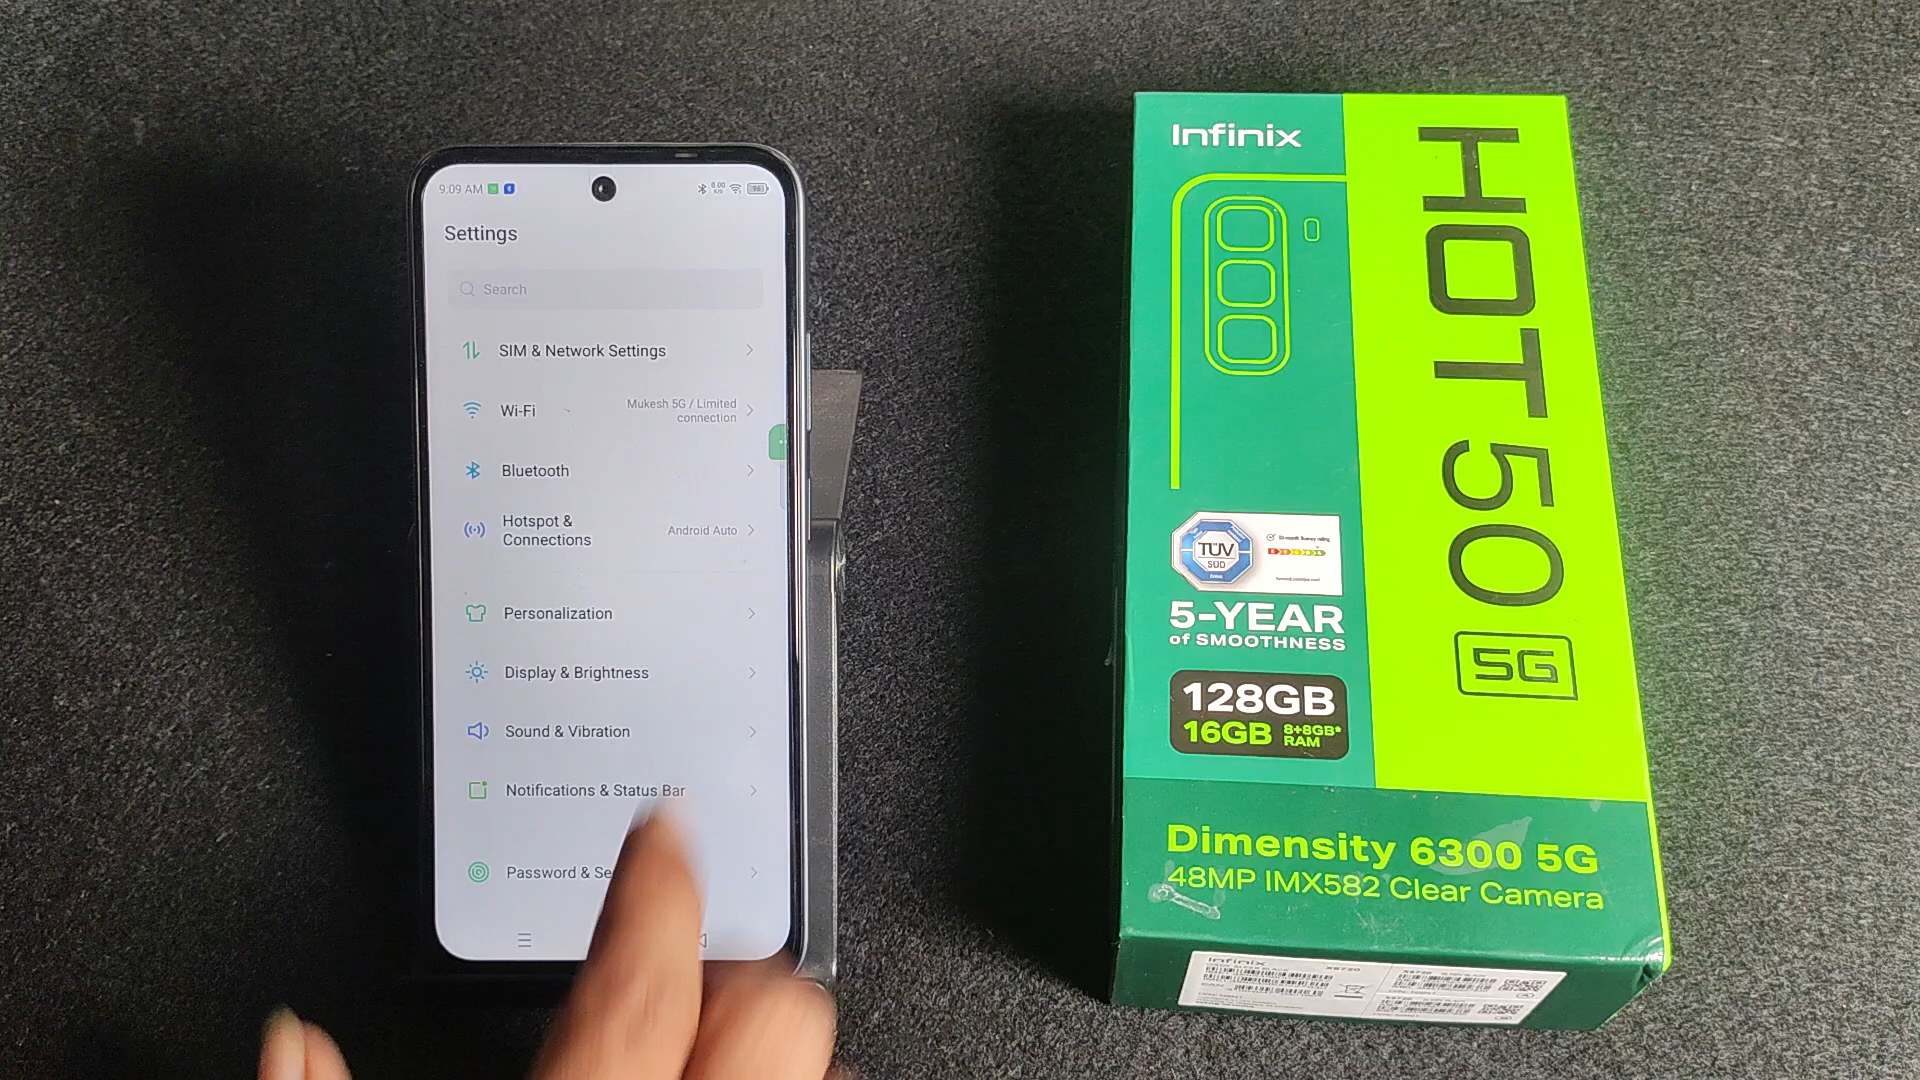 9:09 AM
Settings
Search
SIM & Network Settings
Wi-Fi
Mukesh 5G / Limited
connection
Bluetooth
Hotspot &
Connections
Android Auto
Personalization
Display & Brightness
Sound & Vibration
Notifications & Status Bar
Password & Se
Infinix
HOT 50
5G
TÜV
SÜD
5-YEAR
of SMOOTHNESS
128GB
16GB 8+8GB*
RAM
Dimensity 6300 5G
48MP IMX582 Clear Camera
Infinix
X6720